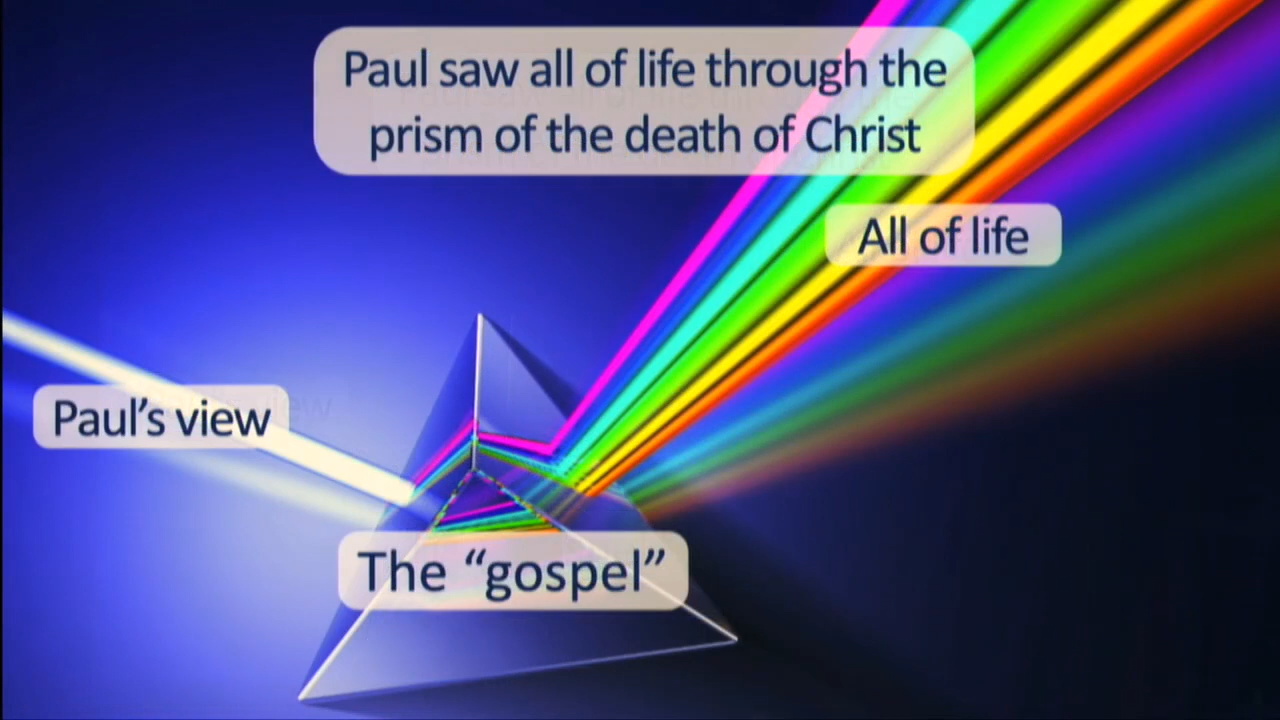 Paul saw all of life through the
prism of the death of Christ
All of life
Paul’s view
The “gospel”